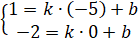 1 = k · (−5) + b
−2 = k · 0 + b